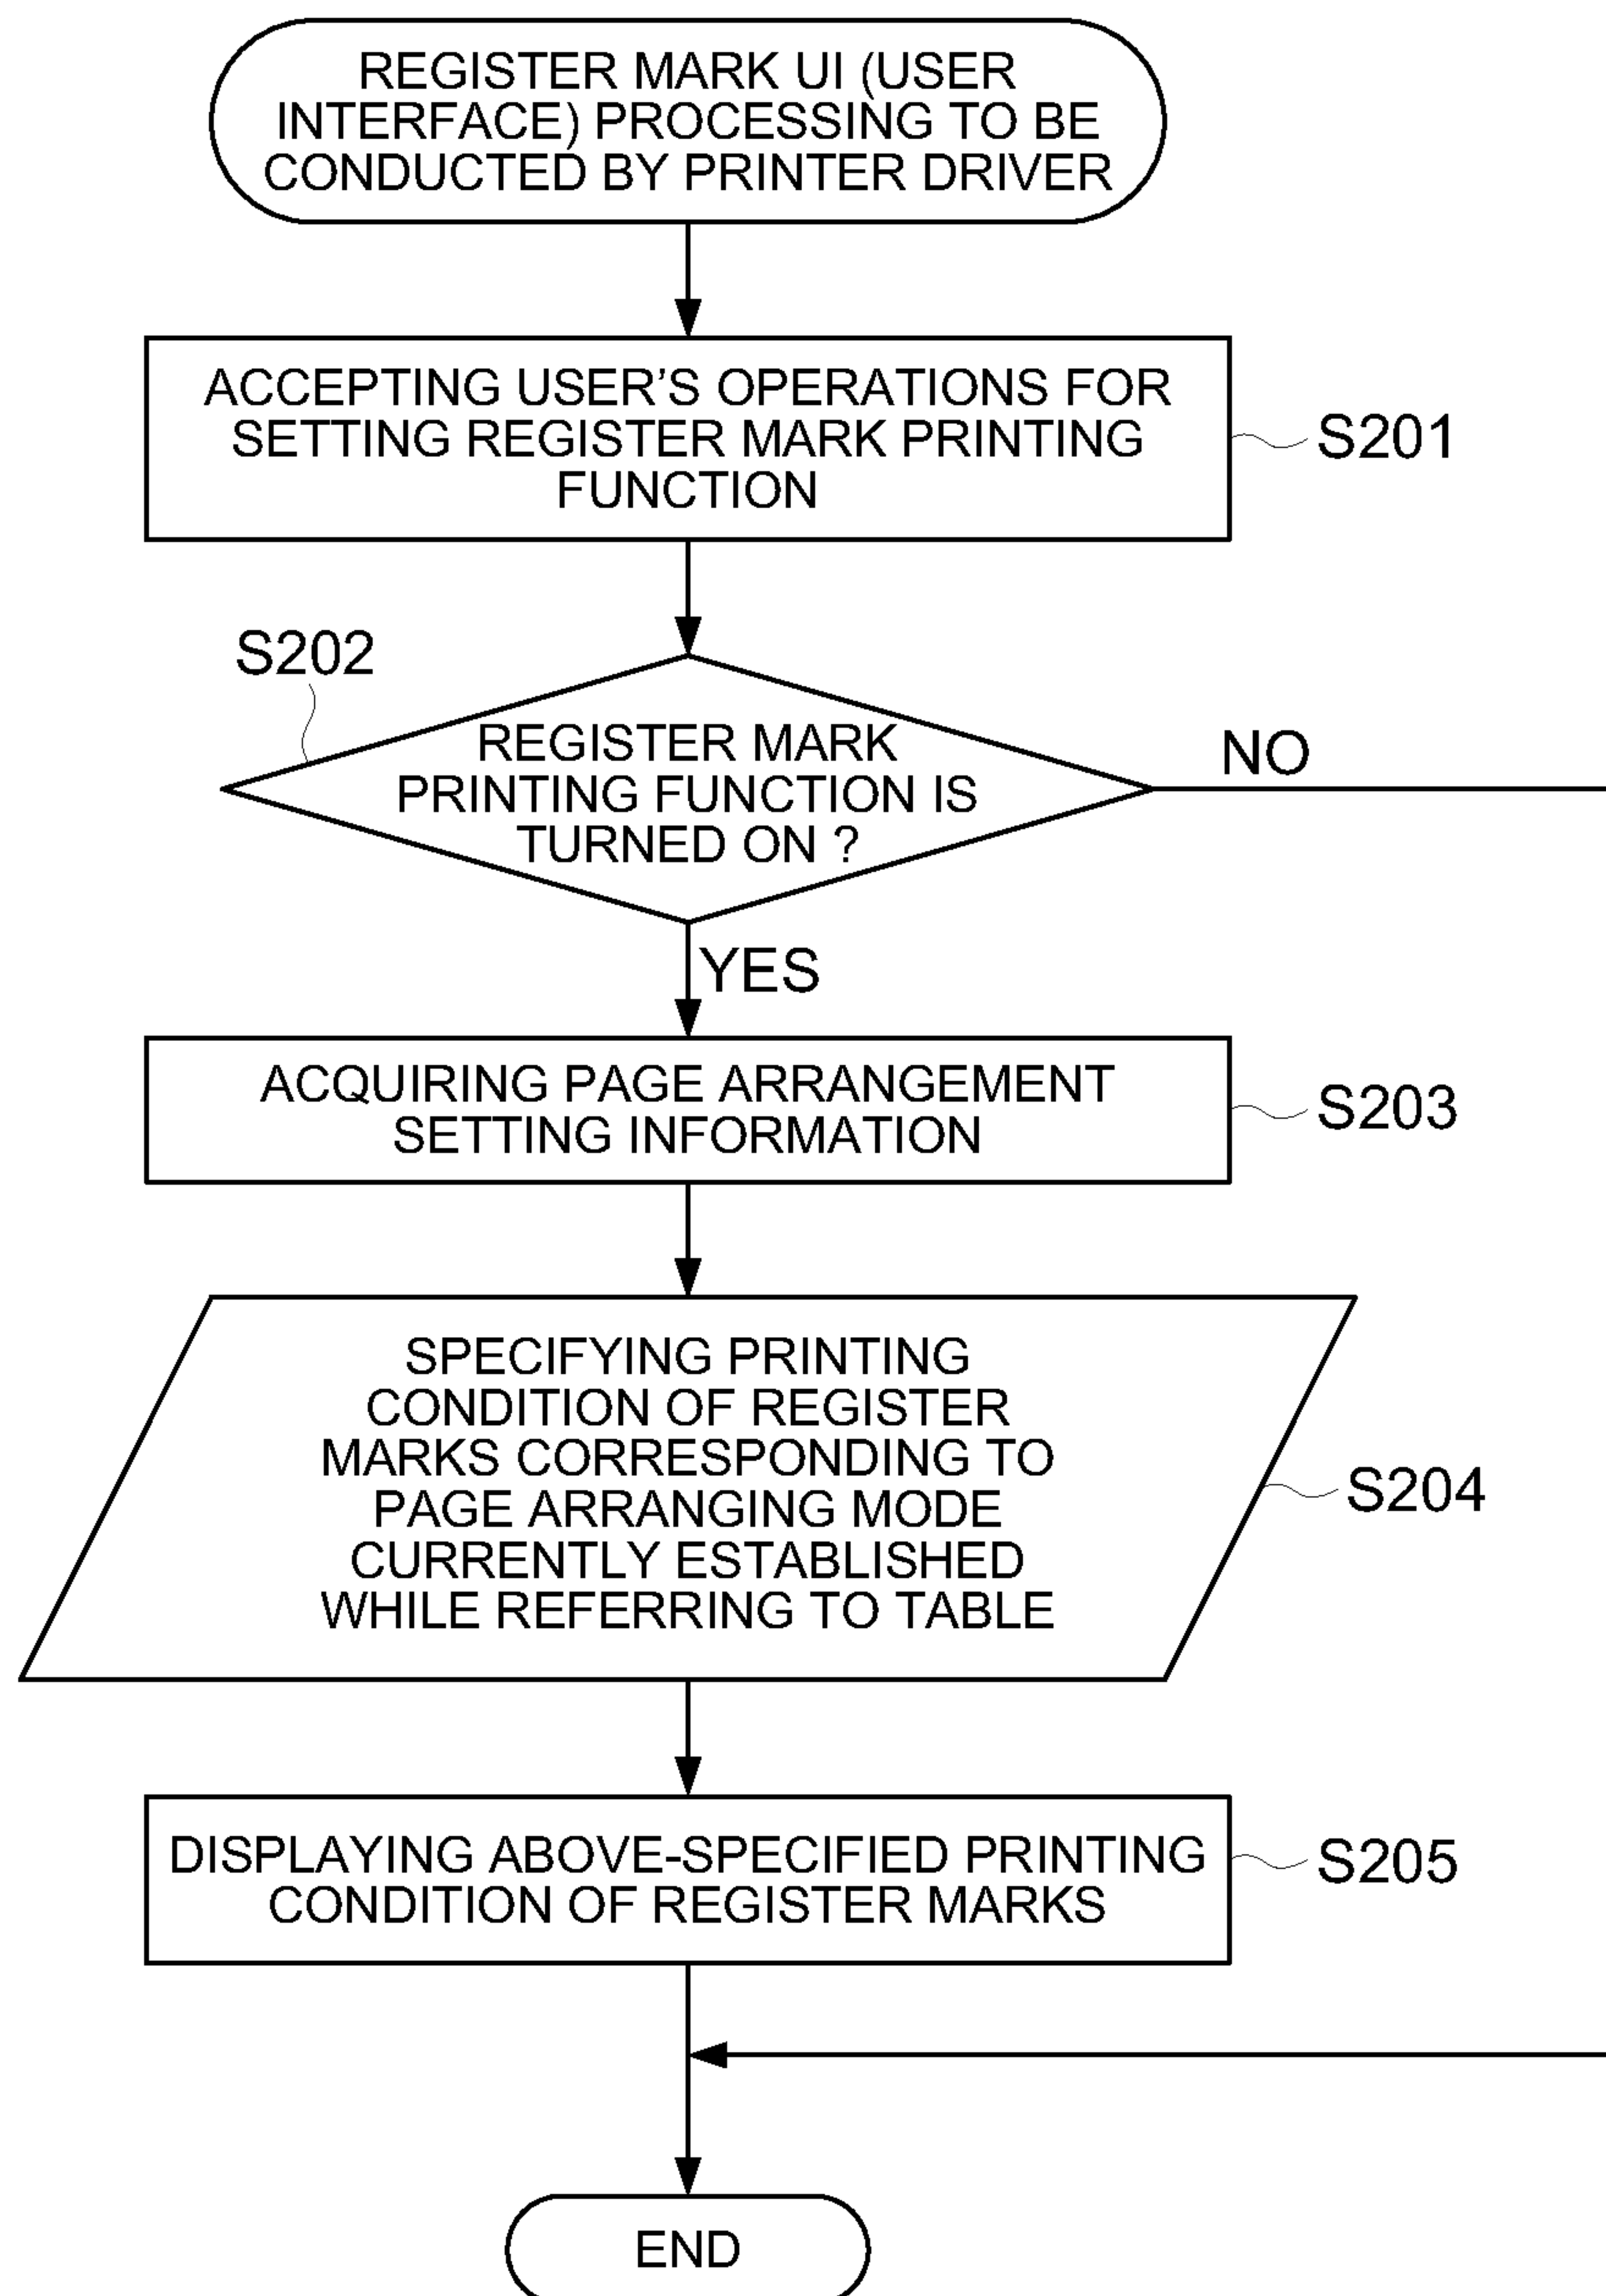 REGISTER MARK UI (USER
INTERFACE) PROCESSING TO BE
CONDUCTED BY PRINTER DRIVER
ACCEPTING USER’S OPERATIONS FOR
SETTING REGISTER MARK PRINTING
FUNCTION
S201
S202
REGISTER MARK
PRINTING FUNCTION IS
TURNED ON ?
NO
YES
ACQUIRING PAGE ARRANGEMENT
SETTING INFORMATION
S203
SPECIFYING PRINTING
CONDITION OF REGISTER
MARKS CORRESPONDING TO
PAGE ARRANGING MODE
CURRENTLY ESTABLISHED
WHILE REFERRING TO TABLE
S204
DISPLAYING ABOVE-SPECIFIED PRINTING
CONDITION OF REGISTER MARKS
S205
END